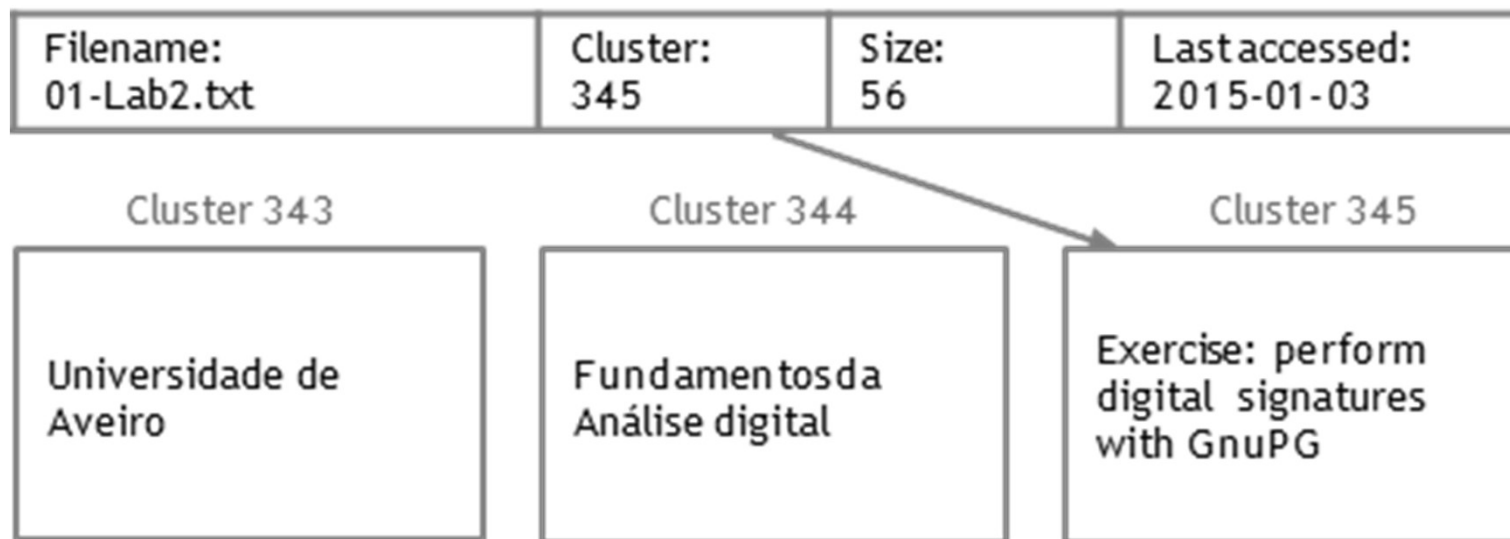 Filename:
01-Lab2.txt
Cluster:
345
Size:
56
Last accessed:
2015-01-03
Cluster 343
Cluster 344
Cluster 345
Universidade de
Aveiro
Fundamentos da
Análise digital
Exercise: perform
digital signatures
with GnuPG